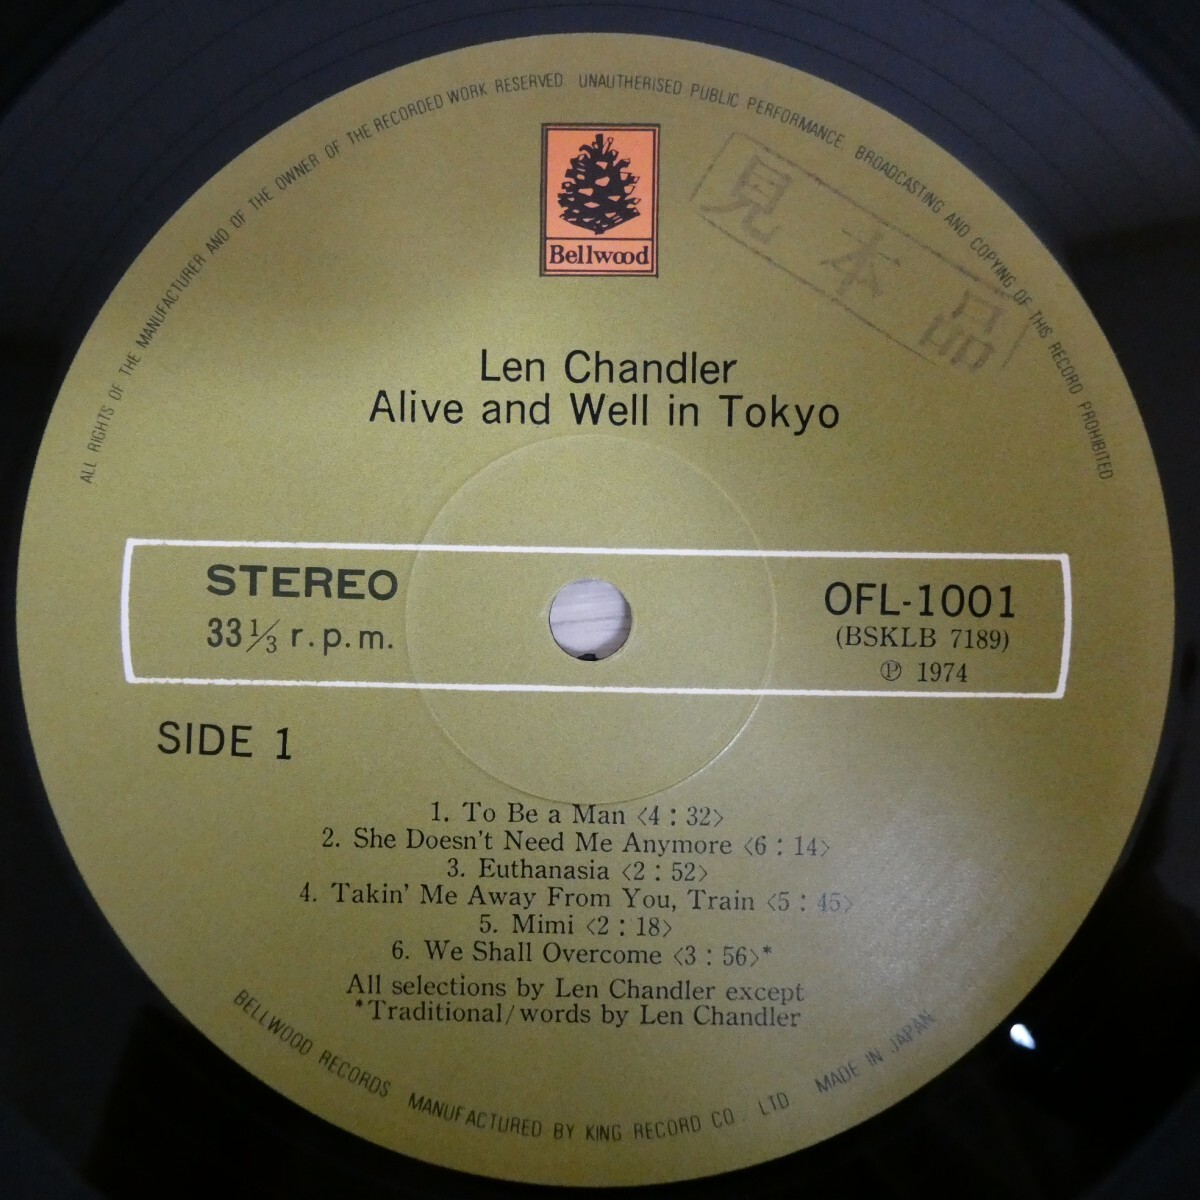 ALL RIGHTS OF THE MANUFACTURER AND OF THE OWNER OF THE RECORDED WORK RESERVED. UNAUTHORISED PUBLIC PERFORMANCE, BROADCASTING AND COPYING OF THIS RECORD PROHIBITED
Bellwood
見本品
Len Chandler
Alive and Well in Tokyo
STEREO
33⅓ r.p.m.
OFL-1001
(BSKLB 7189)
Ⓟ 1974
SIDE 1
1. To Be a Man <4 : 32>
2. She Doesn't Need Me Anymore <6 : 14>
3. Euthanasia <2 : 52>
4. Takin' Me Away From You, Train <5 : 45>
5. Mimi <2 : 18>
6. We Shall Overcome <3 : 56>*
All selections by Len Chandler except
*Traditional/words by Len Chandler
BELLWOOD RECORDS MANUFACTURED BY KING RECORD CO. LTD MADE IN JAPAN